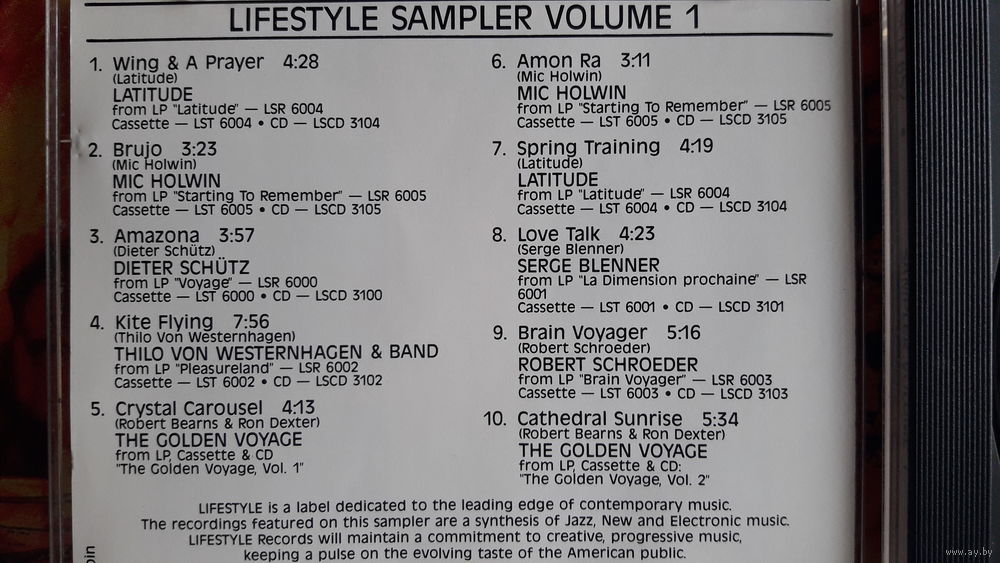 LIFESTYLE SAMPLER VOLUME 1
1. Wing & A Prayer 4:28
(Latitude)
LATITUDE
from LP "Latitude" — LSR 6004
Cassette — LST 6004 • CD — LSCD 3104
2. Brujo 3:23
(Mic Holwin)
MIC HOLWIN
from LP "Starting To Remember" — LSR 6005
Cassette — LST 6005 • CD — LSCD 3105
3. Amazona 3:57
(Dieter Schütz)
DIETER SCHÜTZ
from LP "Voyage" — LSR 6000
Cassette — LST 6000 • CD — LSCD 3100
4. Kite Flying 7:56
(Thilo Von Westernhagen)
THILO VON WESTERNHAGEN & BAND
from LP "Pleasureland" — LSR 6002
Cassette — LST 6002 • CD — LSCD 3102
5. Crystal Carousel 4:13
(Robert Bearns & Ron Dexter)
THE GOLDEN VOYAGE
from LP, Cassette & CD
"The Golden Voyage, Vol. 1"
6. Amon Ra 3:11
(Mic Holwin)
MIC HOLWIN
from LP "Starting To Remember" — LSR 6005
Cassette — LST 6005 • CD — LSCD 3105
7. Spring Training 4:19
(Latitude)
LATITUDE
from LP "Latitude" — LSR 6004
Cassette — LST 6004 • CD — LSCD 3104
8. Love Talk 4:23
(Serge Blenner)
SERGE BLENNER
from LP "La Dimension prochaine" — LSR
6001
Cassette — LST 6001 • CD — LSCD 3101
9. Brain Voyager 5:16
(Robert Schroeder)
ROBERT SCHROEDER
from LP "Brain Voyager" — LSR 6003
Cassette — LST 6003 • CD — LSCD 3103
10. Cathedral Sunrise 5:34
(Robert Bearns & Ron Dexter)
THE GOLDEN VOYAGE
from LP, Cassette & CD:
"The Golden Voyage, Vol. 2"
LIFESTYLE is a label dedicated to the leading edge of contemporary music.
The recordings featured on this sampler are a synthesis of Jazz, New and Electronic music.
LIFESTYLE Records will maintain a commitment to creative, progressive music,
keeping a pulse on the evolving taste of the American public.
www.ay.by